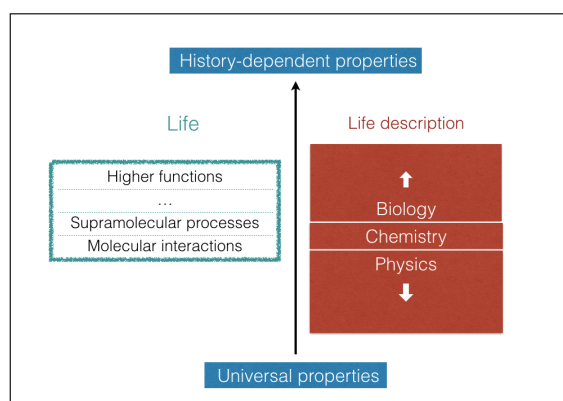 History-dependent properties
Life
Life description
Higher functions
…
Supramolecular processes
Molecular interactions
Biology
Chemistry
Physics
Universal properties